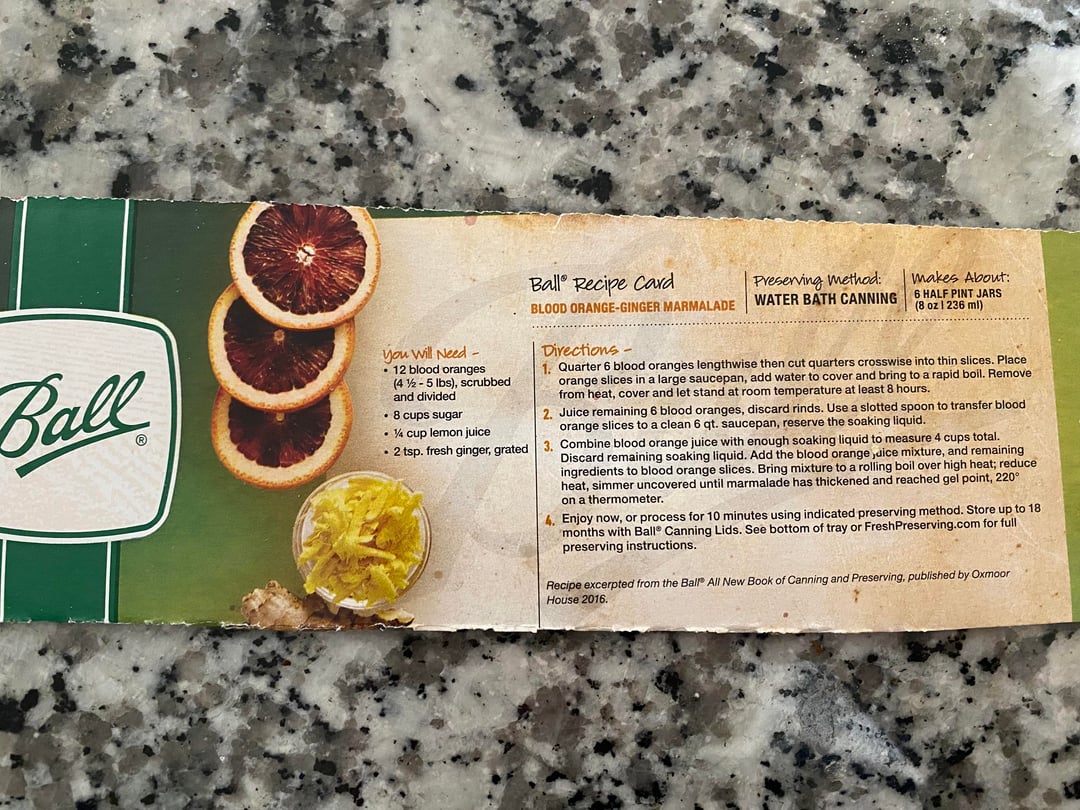 Ball
®
Ball® Recipe Card
BLOOD ORANGE-GINGER MARMALADE
Preserving Method:
WATER BATH CANNING
Makes About:
6 HALF PINT JARS
(8 oz | 236 ml)
You Will Need -
• 12 blood oranges
(4 ½ - 5 lbs), scrubbed
and divided
• 8 cups sugar
• ¼ cup lemon juice
• 2 tsp. fresh ginger, grated
Directions -
1. Quarter 6 blood oranges lengthwise then cut quarters crosswise into thin slices. Place
orange slices in a large saucepan, add water to cover and bring to a rapid boil. Remove
from heat, cover and let stand at room temperature at least 8 hours.
2. Juice remaining 6 blood oranges, discard rinds. Use a slotted spoon to transfer blood
orange slices to a clean 6 qt. saucepan, reserve the soaking liquid.
3. Combine blood orange juice with enough soaking liquid to measure 4 cups total.
Discard remaining soaking liquid. Add the blood orange juice mixture, and remaining
ingredients to blood orange slices. Bring mixture to a rolling boil over high heat; reduce
heat, simmer uncovered until marmalade has thickened and reached gel point, 220°
on a thermometer.
4. Enjoy now, or process for 10 minutes using indicated preserving method. Store up to 18
months with Ball® Canning Lids. See bottom of tray or FreshPreserving.com for full
preserving instructions.
Recipe excerpted from the Ball® All New Book of Canning and Preserving, published by Oxmoor
House 2016.